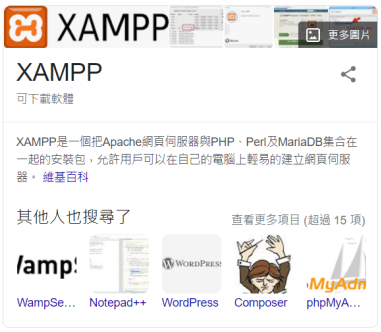 XAMPP
更多圖片
XAMPP
可下載軟體
XAMPP是一個把Apache網頁伺服器與PHP、Perl及MariaDB集合在
一起的安裝包，允許用戶可以在自己的電腦上輕易的建立網頁伺服
器。 維基百科
其他人也搜尋了
查看更多項目 (超過 15 項)
WampSe...
Notepad++
WordPress
Composer
phpMyA...